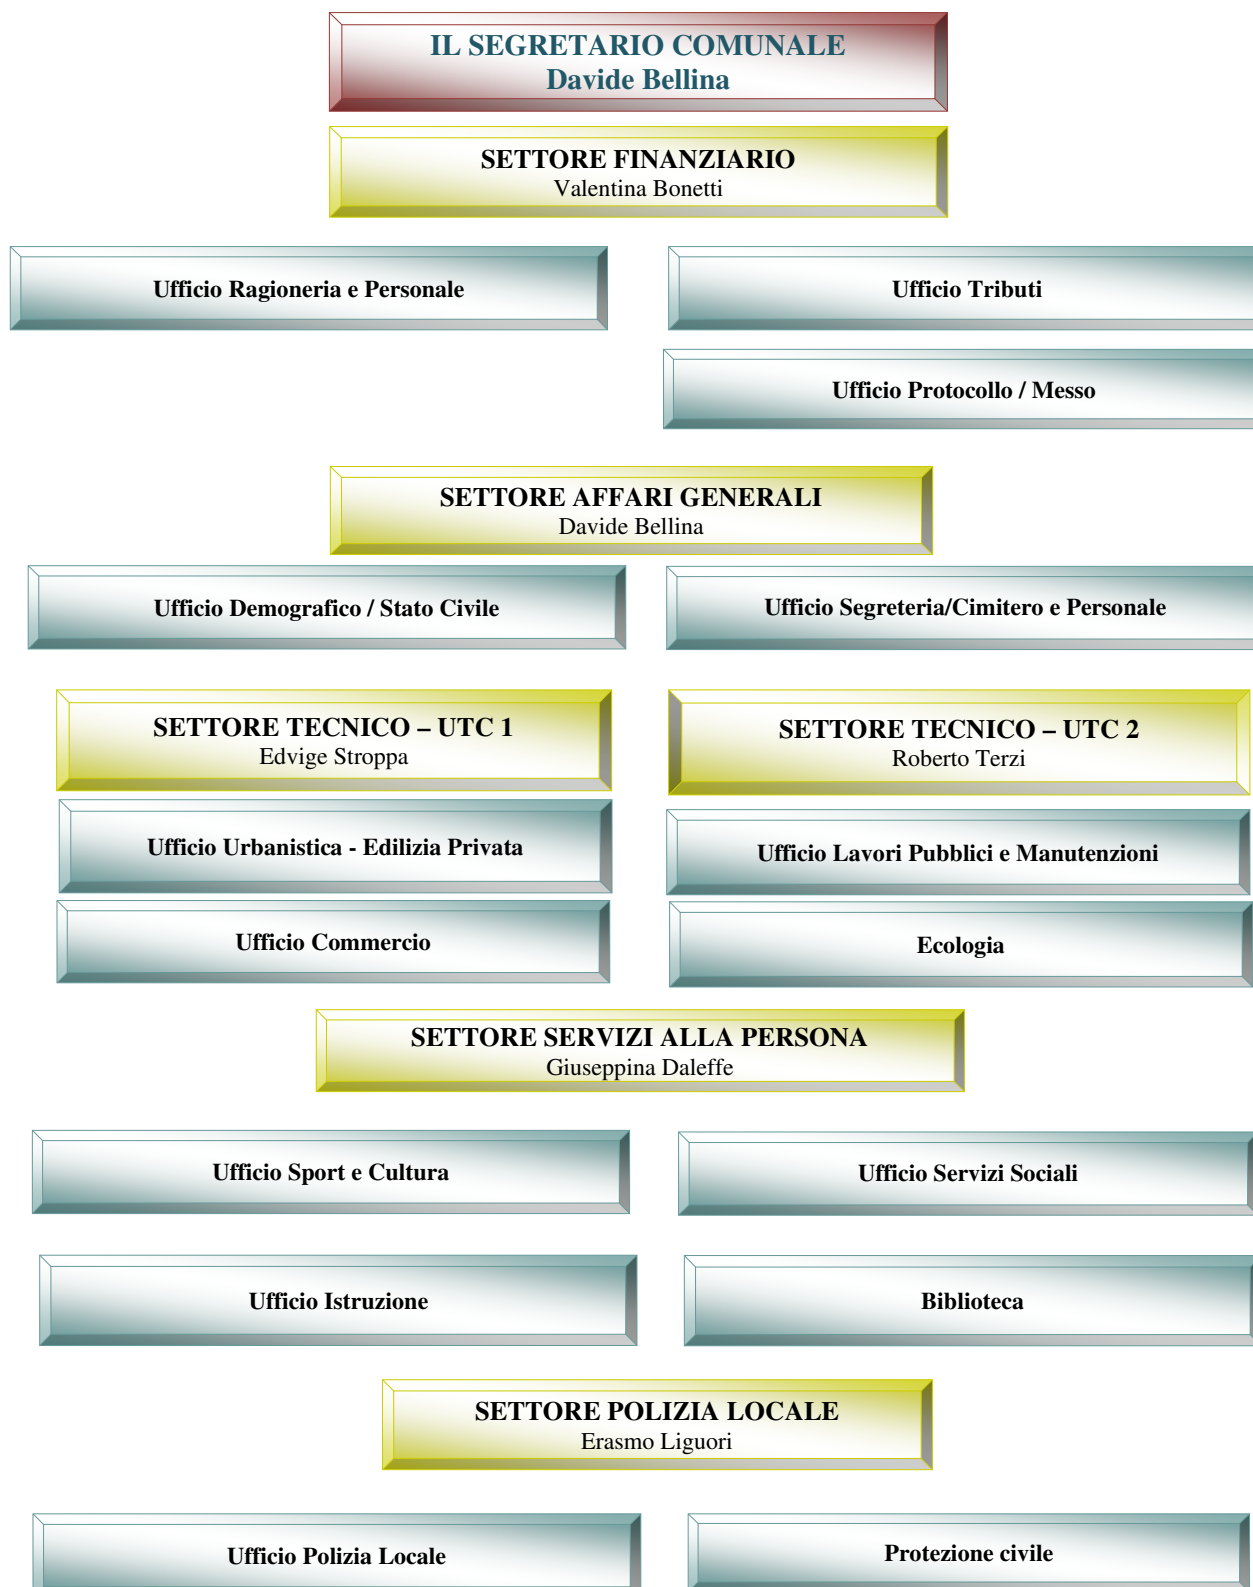 IL SEGRETARIO COMUNALE
Davide Bellina
SETTORE FINANZIARIO
Valentina Bonetti
Ufficio Ragioneria e Personale
Ufficio Tributi
Ufficio Protocollo / Messo
SETTORE AFFARI GENERALI
Davide Bellina
Ufficio Demografico / Stato Civile
Ufficio Segreteria/Cimitero e Personale
SETTORE TECNICO – UTC 1
Edvige Stroppa
SETTORE TECNICO – UTC 2
Roberto Terzi
Ufficio Urbanistica - Edilizia Privata
Ufficio Lavori Pubblici e Manutenzioni
Ufficio Commercio
Ecologia
SETTORE SERVIZI ALLA PERSONA
Giuseppina Daleffe
Ufficio Sport e Cultura
Ufficio Servizi Sociali
Ufficio Istruzione
Biblioteca
SETTORE POLIZIA LOCALE
Erasmo Liguori
Ufficio Polizia Locale
Protezione civile